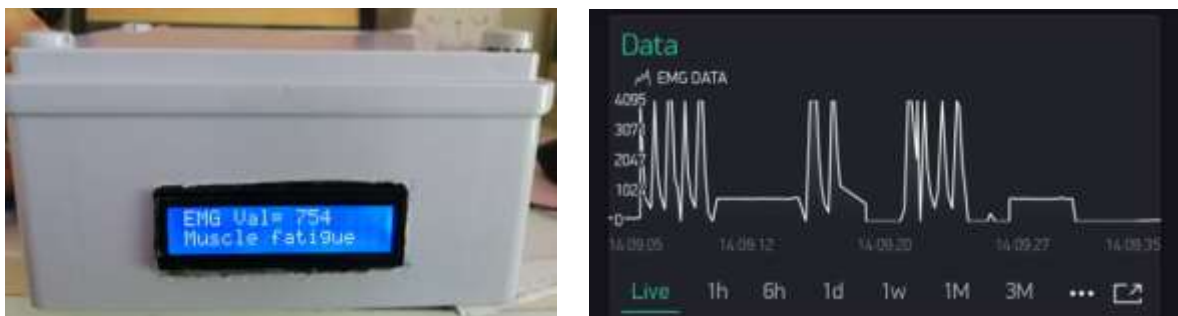 EMG Val= 754
Muscle fatigue
Data
EMG DATA
4095
3071
2047
102
0
14:09:05 14:09:12 14:09:20 14:09:27 14:09:35
Live 1h 6h 1d 1w 1M 3M